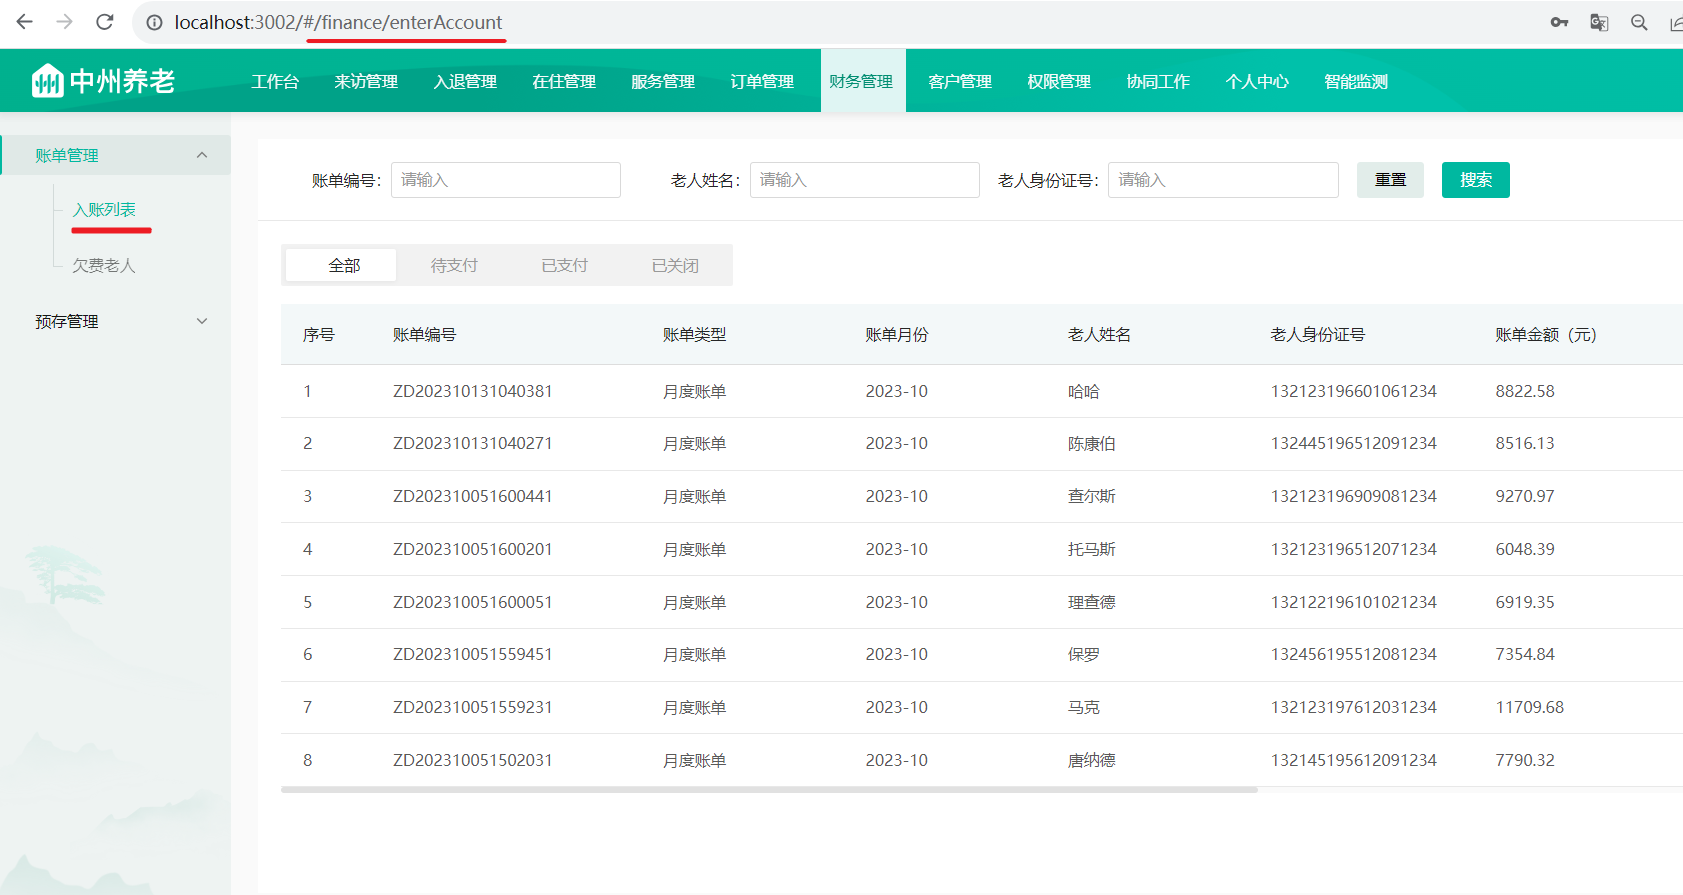 localhost:3002/#/finance/enterAccount
中州养老 工作台 来访管理 入退管理 在住管理 服务管理 订单管理 财务管理 客户管理 权限管理 协同工作 个人中心 智能监测
账单管理
入账列表
欠费老人
预存管理
账单编号: 请输入 老人姓名: 请输入 老人身份证号: 请输入 重置 搜索
全部 待支付 已支付 已关闭
序号 账单编号 账单类型 账单月份 老人姓名 老人身份证号 账单金额（元）
1 ZD202310131040381 月度账单 2023-10 哈哈 132123196601061234 8822.58
2 ZD202310131040271 月度账单 2023-10 陈康伯 132445196512091234 8516.13
3 ZD202310051600441 月度账单 2023-10 查尔斯 132123196909081234 9270.97
4 ZD202310051600201 月度账单 2023-10 托马斯 132123196512071234 6048.39
5 ZD202310051600051 月度账单 2023-10 理查德 132122196101021234 6919.35
6 ZD202310051559451 月度账单 2023-10 保罗 132456195512081234 7354.84
7 ZD202310051559231 月度账单 2023-10 马克 132123197612031234 11709.68
8 ZD202310051502031 月度账单 2023-10 唐纳德 132145195612091234 7790.32